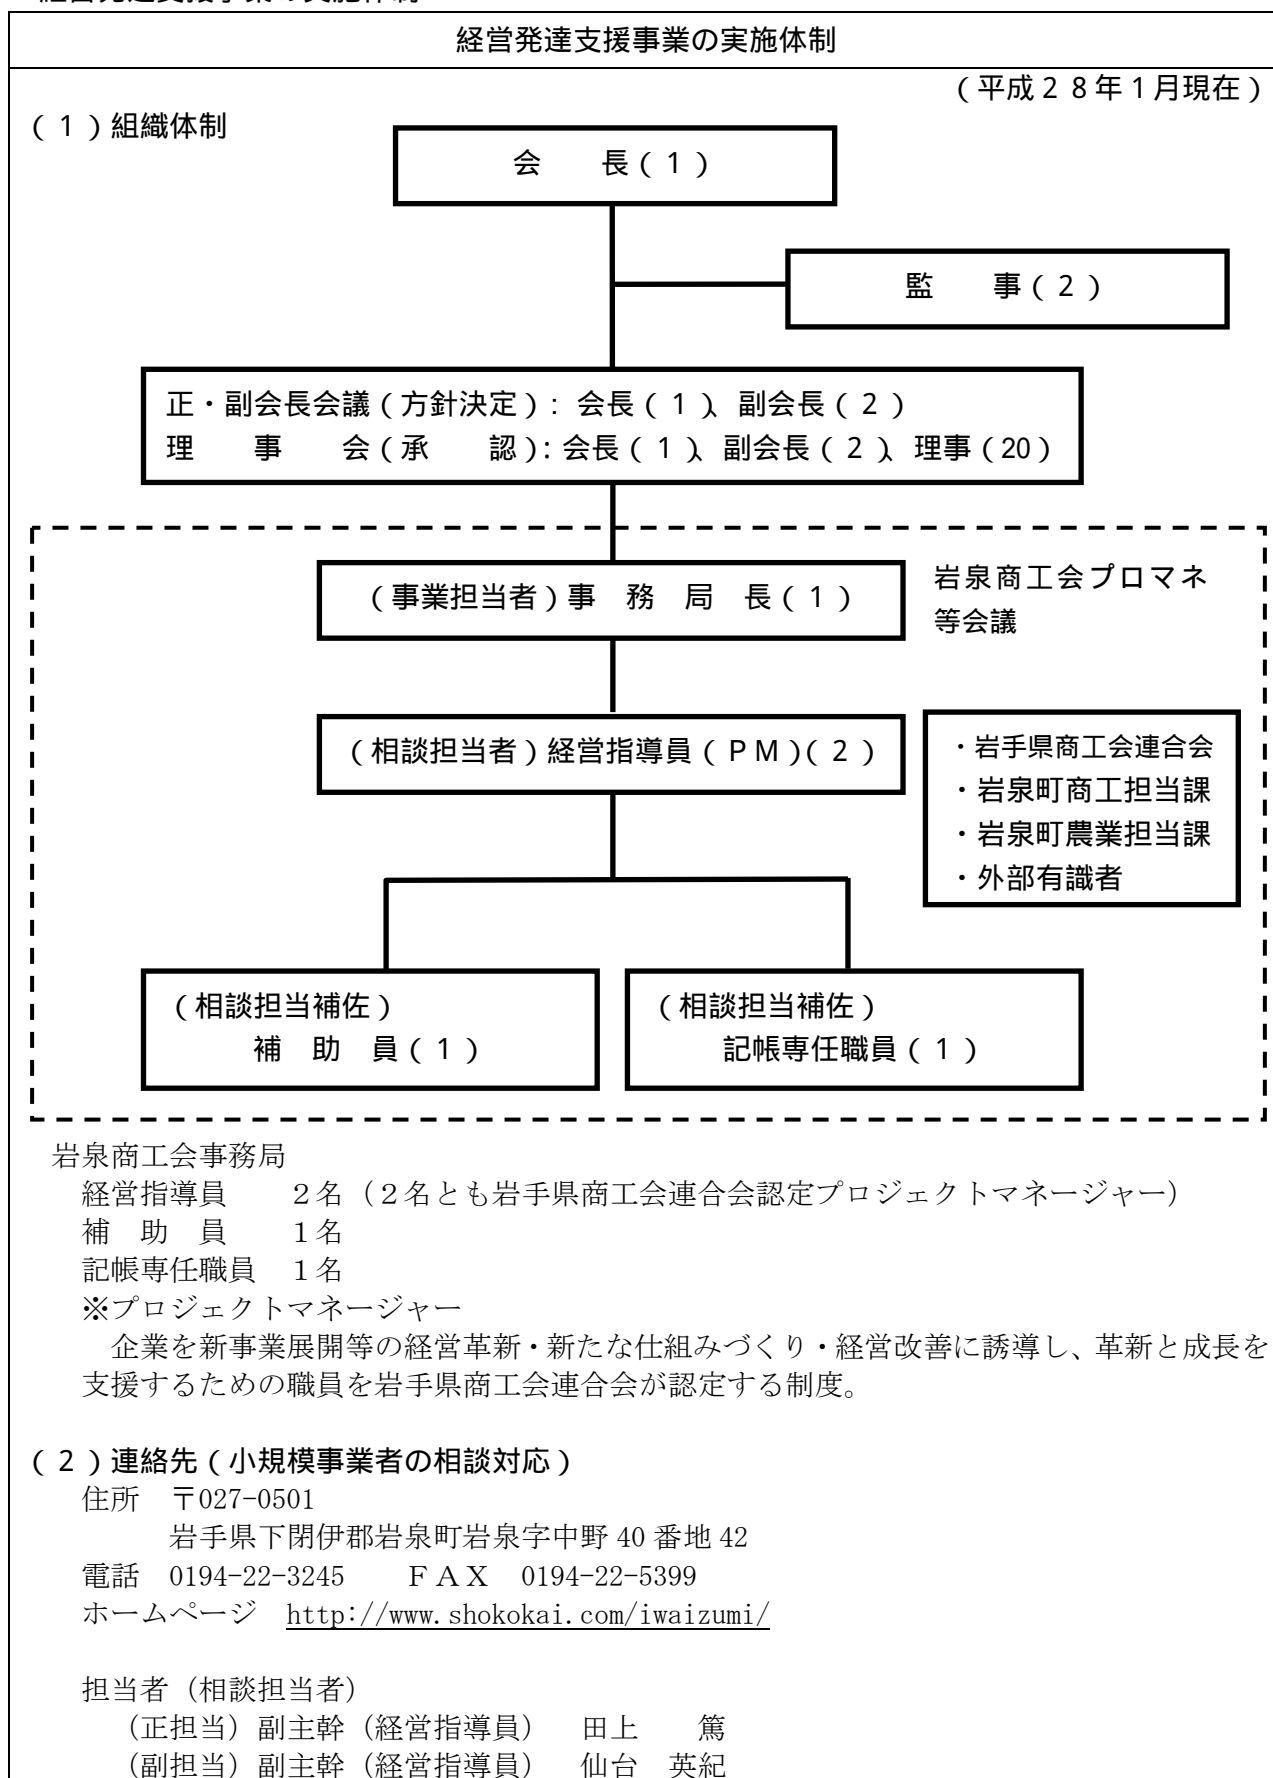 経営発達支援事業の実施体制
（平成２８年１月現在）
（１）組織体制
会　　長（１）
監　　事（２）
正・副会長会議（方針決定）：会長（１）、副会長（２）
理　　事　　会（承　　認）：会長（１）、副会長（２）、理事（20）
（事業担当者）事　務　局　長（１）
岩泉商工会プロマネ
等会議
（相談担当者）経営指導員（ＰＭ）（２）
・岩手県商工会連合会
・岩泉町商工担当課
・岩泉町農業担当課
・外部有識者
（相談担当補佐）
補　助　員（１）
（相談担当補佐）
記帳専任職員（１）
岩泉商工会事務局
経営指導員　　２名（２名とも岩手県商工会連合会認定プロジェクトマネージャー）
補　助　員　　１名
記帳専任職員　１名
※プロジェクトマネージャー
企業を新事業展開等の経営革新・新たな仕組みづくり・経営改善に誘導し、革新と成長を
支援するための職員を岩手県商工会連合会が認定する制度。
（２）連絡先（小規模事業者の相談対応）
住所　〒027-0501
岩手県下閉伊郡岩泉町岩泉字中野 40 番地 42
電話　0194-22-3245　　ＦＡＸ　0194-22-5399
ホームページ　http://www.shokokai.com/iwaizumi/
担当者（相談担当者）
（正担当）副主幹（経営指導員）　田上　　篤
（副担当）副主幹（経営指導員）　仙台　英紀